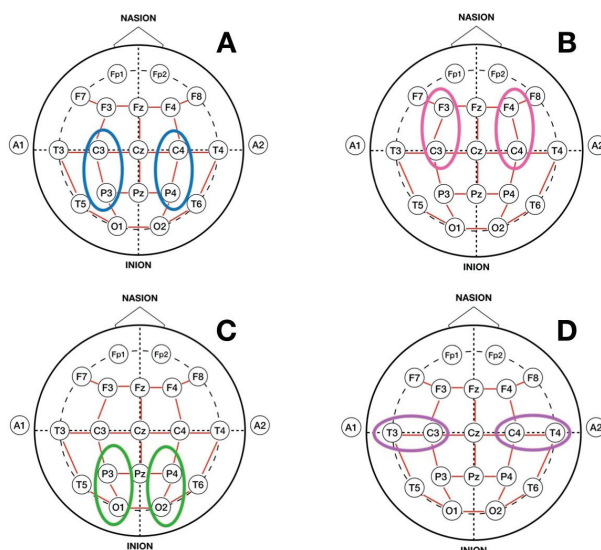 NASION A
Fp1 Fp2
F7 F3 Fz F4 F8
A1 T3 C3 Cz C4 T4 A2
P3 Pz P4
T5 T6
O1 O2
INION
NASION B
Fp1 Fp2
F7 F3 Fz F4 F8
A1 T3 C3 Cz C4 T4 A2
P3 Pz P4
T5 T6
O1 O2
INION
NASION C
Fp1 Fp2
F7 F3 Fz F4 F8
A1 T3 C3 Cz C4 T4 A2
P3 Pz P4
T5 T6
O1 O2
INION
NASION D
Fp1 Fp2
F7 F3 Fz F4 F8
A1 T3 C3 Cz C4 T4 A2
P3 Pz P4
T5 T6
O1 O2
INION